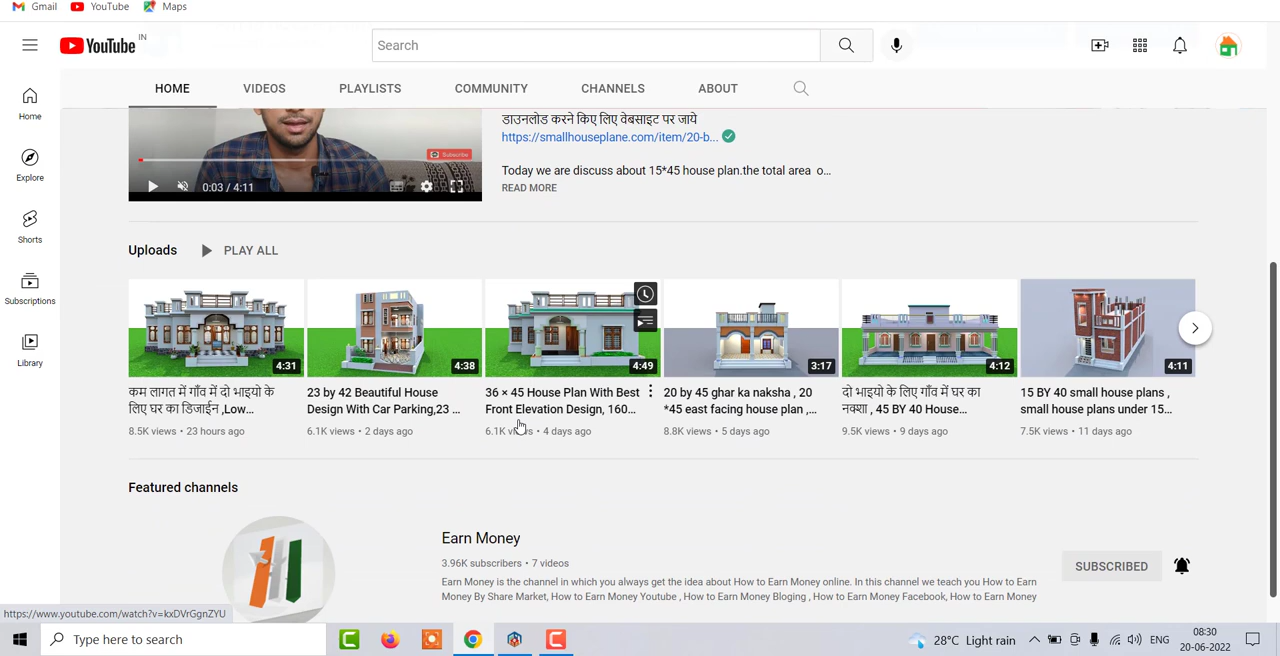 Gmail YouTube Maps
YouTube IN
Search
HOME VIDEOS PLAYLISTS COMMUNITY CHANNELS ABOUT
Home
Explore
Shorts
Subscriptions
Library
डाउनलोड करने किए लिए वेबसाइट पर जाये
https://smallhouseplane.com/item/20-b...
Today we are discuss about 15*45 house plan.the total area o...
READ MORE
Subscribe
0:03 / 4:11
Uploads PLAY ALL
4:31
4:38
4:49
3:17
4:12
4:11
कम लागत में गाँव में दो भाइयो के
लिए घर का डिजाईन ,Low...
8.5K views • 23 hours ago
23 by 42 Beautiful House
Design With Car Parking,23 ...
6.1K views • 2 days ago
36 × 45 House Plan With Best
Front Elevation Design, 160...
6.1K views • 4 days ago
20 by 45 ghar ka naksha , 20
*45 east facing house plan ,...
8.8K views • 5 days ago
दो भाइयो के लिए गाँव में घर का
नक्शा , 45 BY 40 House...
9.5K views • 9 days ago
15 BY 40 small house plans ,
small house plans under 15...
7.5K views • 11 days ago
Featured channels
Earn Money
3.96K subscribers • 7 videos
Earn Money is the channel in which you always get the idea about How to Earn Money online. In this channel we teach you How to Earn
Money By Share Market, How to Earn Money Youtube , How to Earn Money Bloging , How to Earn Money Facebook, How to Earn Money
SUBSCRIBED
https://www.youtube.com/watch?v=kxDVrGgnZYU
Type here to search
28°C Light rain
ENG
08:30
20-06-2022